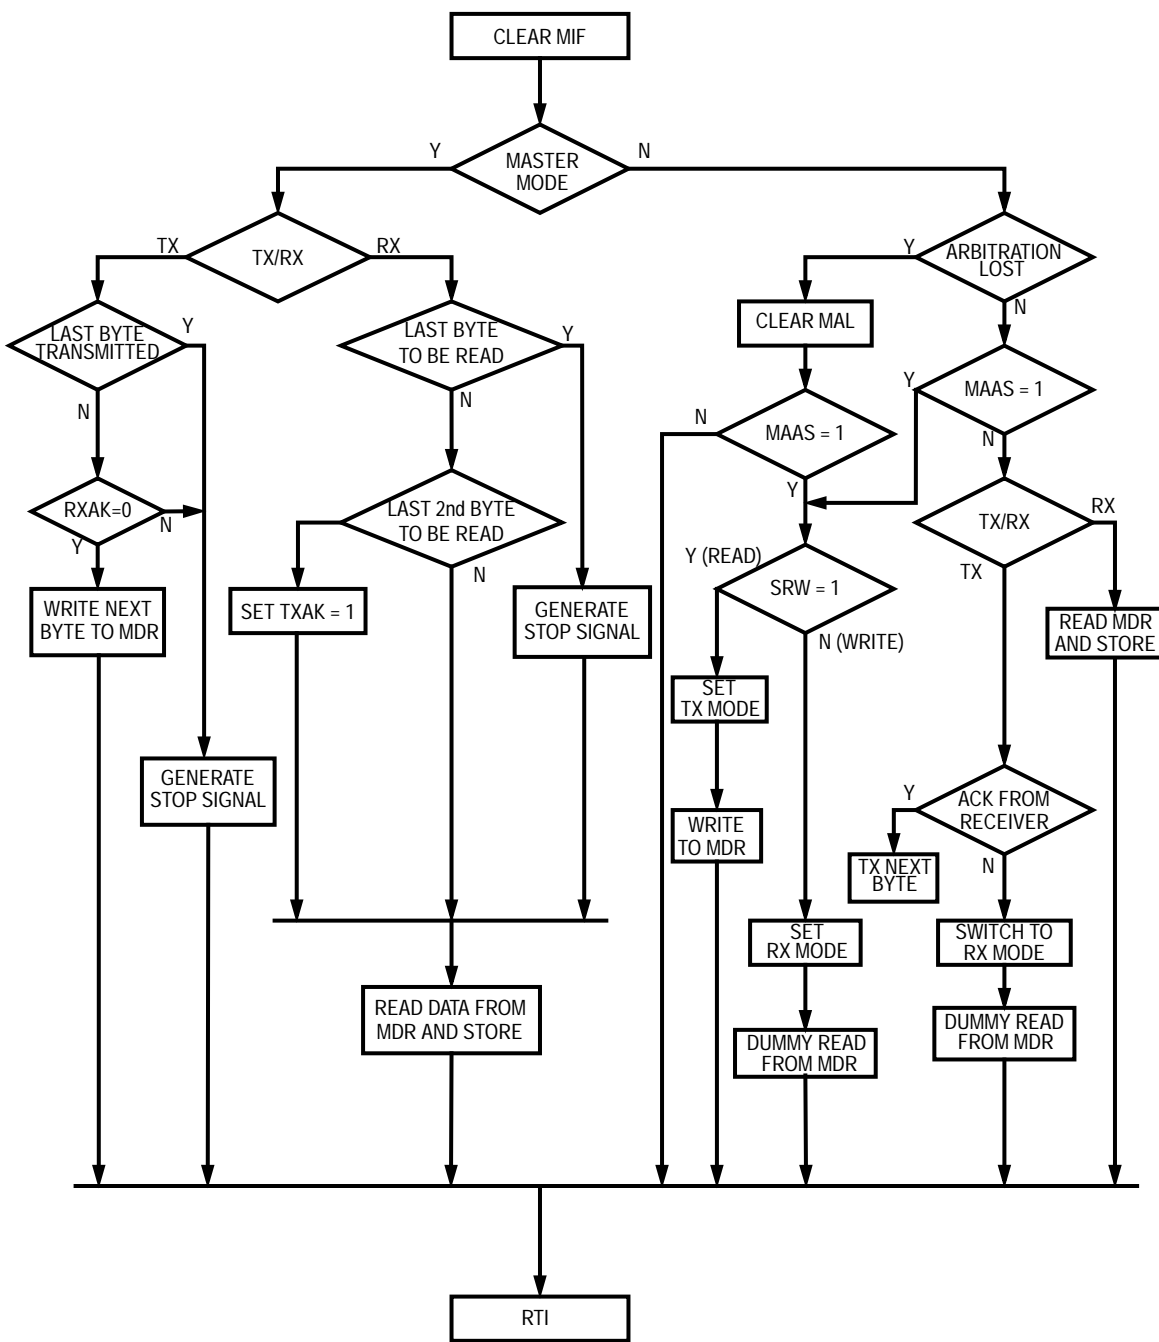 CLEAR MIF
Y
MASTER
MODE
N
TX
TX/RX
RX
Y
ARBITRATION
LOST
N
CLEAR MAL
LAST BYTE
TRANSMITTED
Y
N
LAST BYTE
TO BE READ
Y
N
Y
MAAS = 1
N
N
MAAS = 1
Y
RXAK=0
N
Y
LAST 2nd BYTE
TO BE READ
N
TX/RX
RX
TX
Y (READ)
SRW = 1
N (WRITE)
WRITE NEXT
BYTE TO MDR
SET TXAK = 1
GENERATE
STOP SIGNAL
READ MDR
AND STORE
SET
TX MODE
GENERATE
STOP SIGNAL
WRITE
TO MDR
Y
ACK FROM
RECEIVER
N
TX NEXT
BYTE
SET
RX MODE
SWITCH TO
RX MODE
READ DATA FROM
MDR AND STORE
DUMMY READ
FROM MDR
DUMMY READ
FROM MDR
RTI